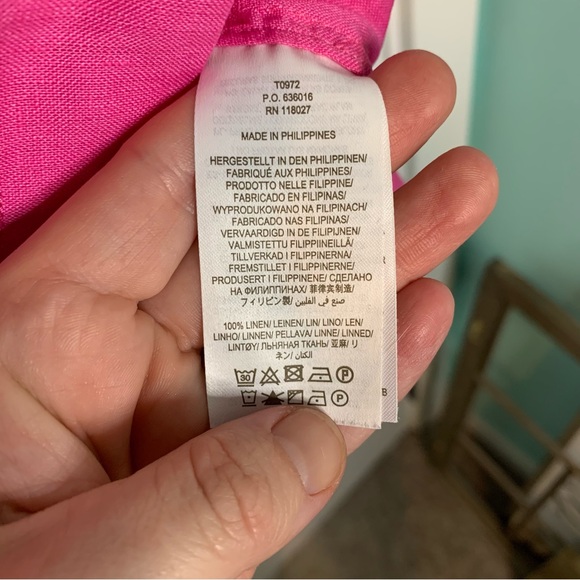 T0972
P.O. 636016
RN 118027
MADE IN PHILIPPINES
HERGESTELLT IN DEN PHILIPPINEN/
FABRIQUÉ AUX PHILIPPINES/
PRODOTTO NELLE FILIPPINE/
FABRICADO EN FILIPINAS/
WYPRODUKOWANO NA FILIPINACH/
FABRICADO NAS FILIPINAS/
VERVAARDIGD IN DE FILIPIJNEN/
VALMISTETTU FILIPPIINEILLÄ/
TILLVERKAD I FILIPPINERNA/
FREMSTILLET I FILIPPINERNE/
PRODUSERT I FILIPPINENE/ СДЕЛАНО
НА ФИЛИППИНАХ/ 菲律宾制造/
フィリピン製/ صنع في الفلبين
100% LINEN/ LEINEN/ LIN/ LINO/ LEN/
LINHO/ LINNEN/ PELLAVA/ LINNE/ LINNED/
LINTØY/ ЛЬНЯНАЯ ТКАНЬ/ 亚麻/ リ
ネン/ الكتان
30 P
B